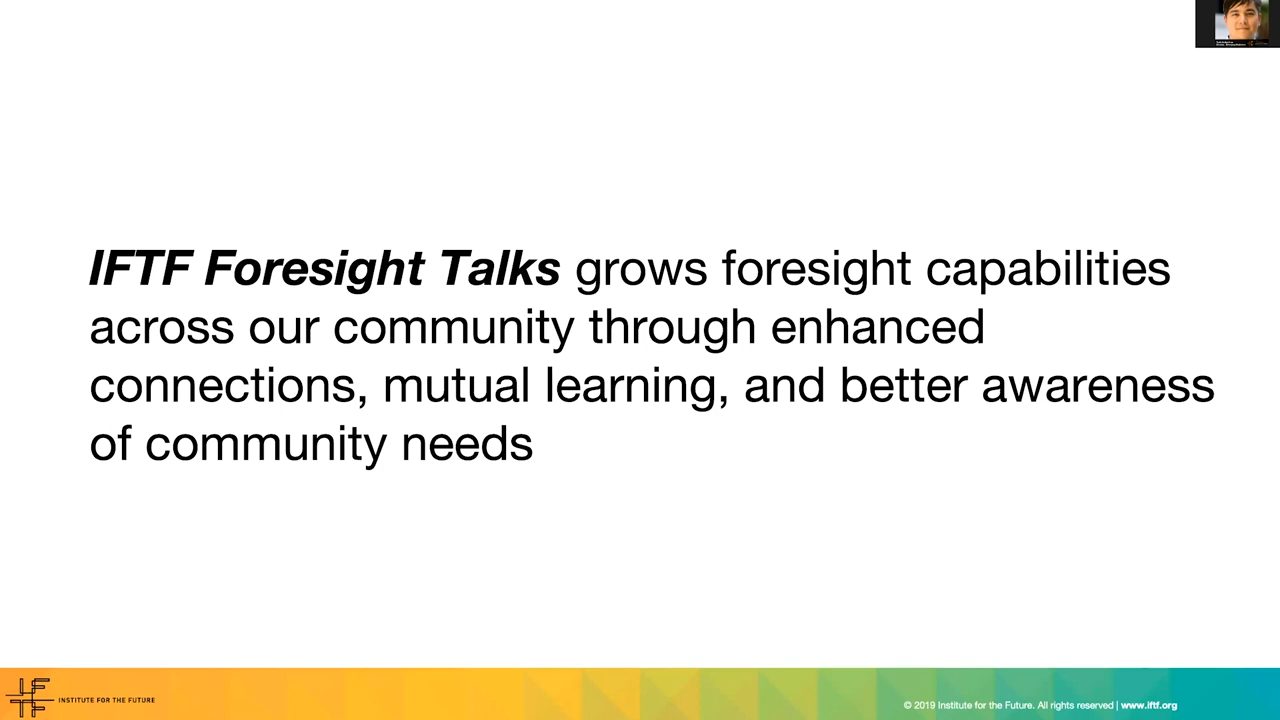 IFTF Foresight Talks grows foresight capabilities
across our community through enhanced
connections, mutual learning, and better awareness
of community needs
INSTITUTE FOR THE FUTURE
© 2019 Institute for the Future. All rights reserved | www.iftf.org